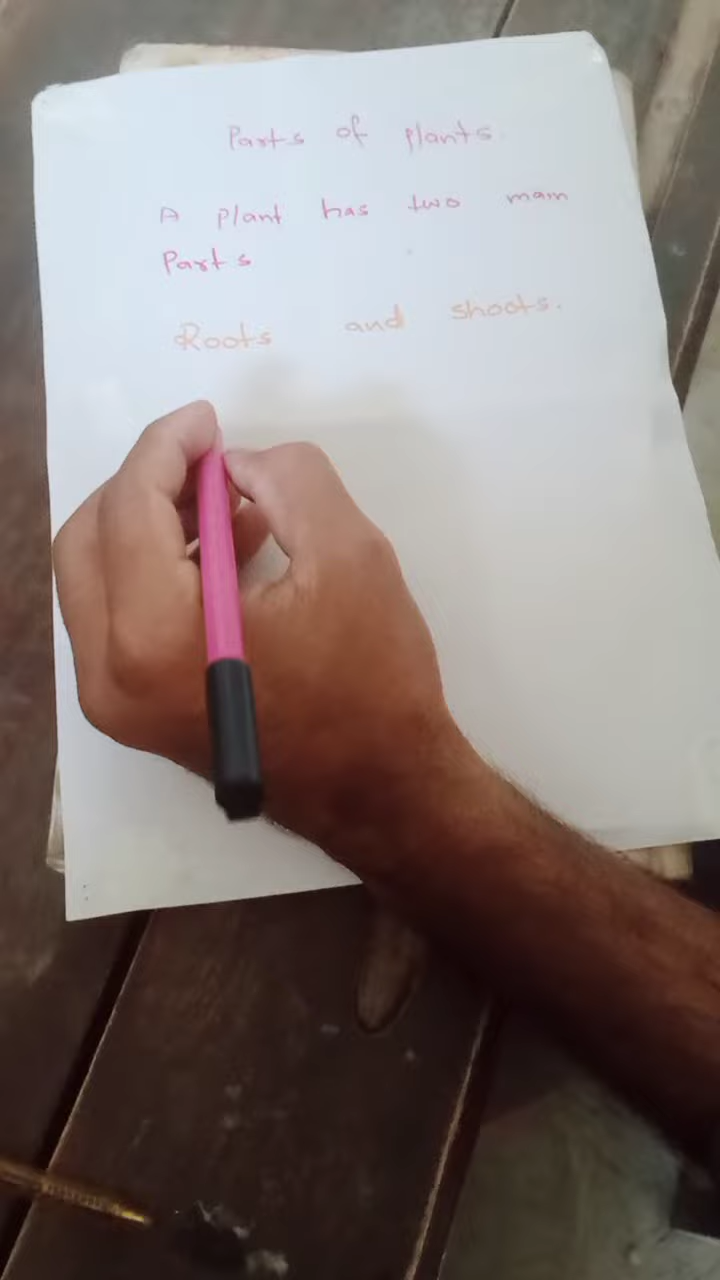 Parts of plants.
A plant has two main
Parts
Roots and shoots.